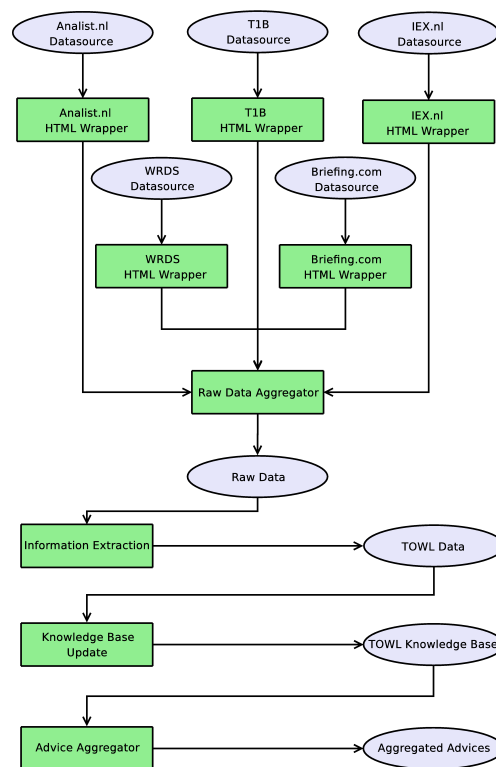 Analist.nl
Datasource
T1B
Datasource
IEX.nl
Datasource
Analist.nl
HTML Wrapper
T1B
HTML Wrapper
IEX.nl
HTML Wrapper
WRDS
Datasource
Briefing.com
Datasource
WRDS
HTML Wrapper
Briefing.com
HTML Wrapper
Raw Data Aggregator
Raw Data
Information Extraction
TOWL Data
Knowledge Base
Update
TOWL Knowledge Base
Advice Aggregator
Aggregated Advices